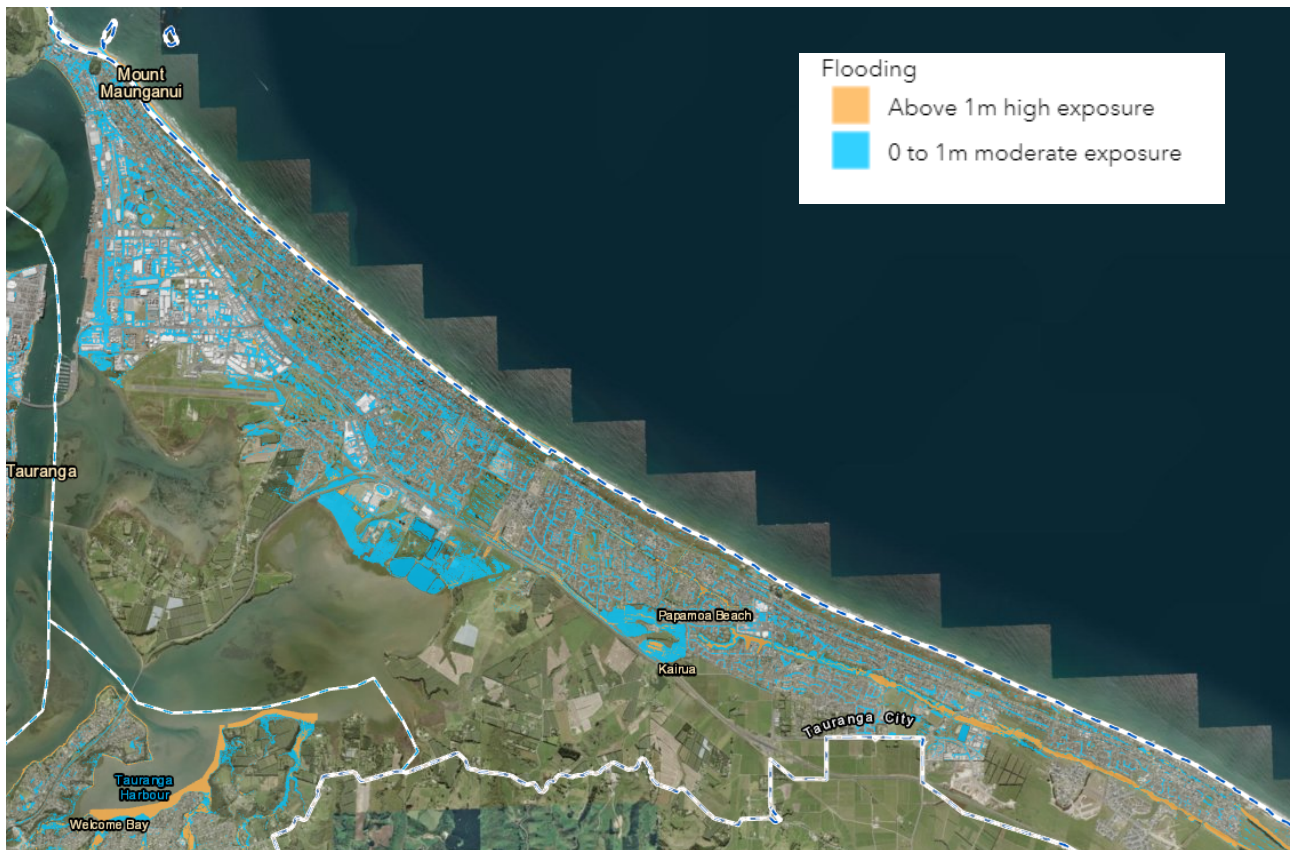 Mount
Maunganui
Flooding
Above 1m high exposure
0 to 1m moderate exposure
Tauranga
Papamoa Beach
Kairua
Tauranga City
Tauranga
Harbour
Welcome Bay